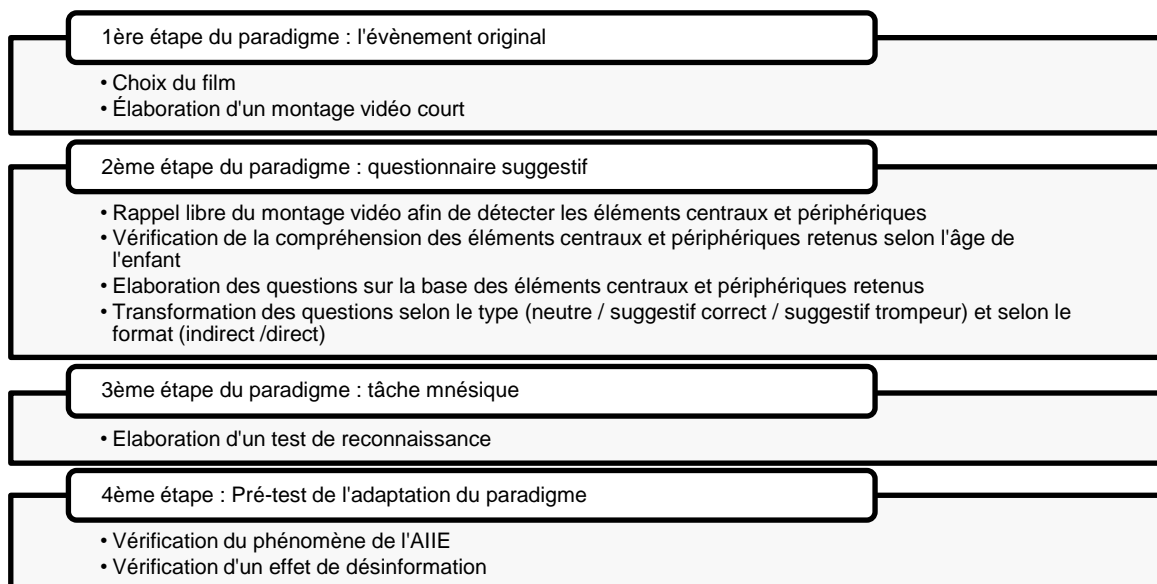 1ère étape du paradigme : l'évènement original
• Choix du film
• Élaboration d'un montage vidéo court
2ème étape du paradigme : questionnaire suggestif
• Rappel libre du montage vidéo afin de détecter les éléments centraux et périphériques
• Vérification de la compréhension des éléments centraux et périphériques retenus selon l'âge de
l'enfant
• Elaboration des questions sur la base des éléments centraux et périphériques retenus
• Transformation des questions selon le type (neutre / suggestif correct / suggestif trompeur) et selon le
format (indirect /direct)
3ème étape du paradigme : tâche mnésique
• Elaboration d'un test de reconnaissance
4ème étape : Pré-test de l'adaptation du paradigme
• Vérification du phénomène de l'AIIE
• Vérification d'un effet de désinformation